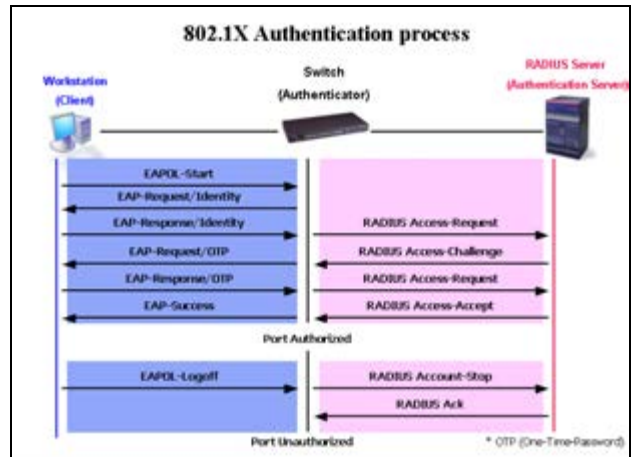 802.1X Authentication process
Workstation
(Client)
Switch
(Authenticator)
RADIUS Server
(Authentication Server)
EAPOL-Start
EAP-Request/Identity
EAP-Response/Identity
RADIUS Access-Request
EAP-Request/OTP
RADIUS Access-Challenge
EAP-Response/OTP
RADIUS Access-Request
EAP-Success
RADIUS Access-Accept
Port Authorized
EAPOL-Logoff
RADIUS Account-Stop
RADIUS Ack
Port Unauthorized
* OTP (One-Time-Password)